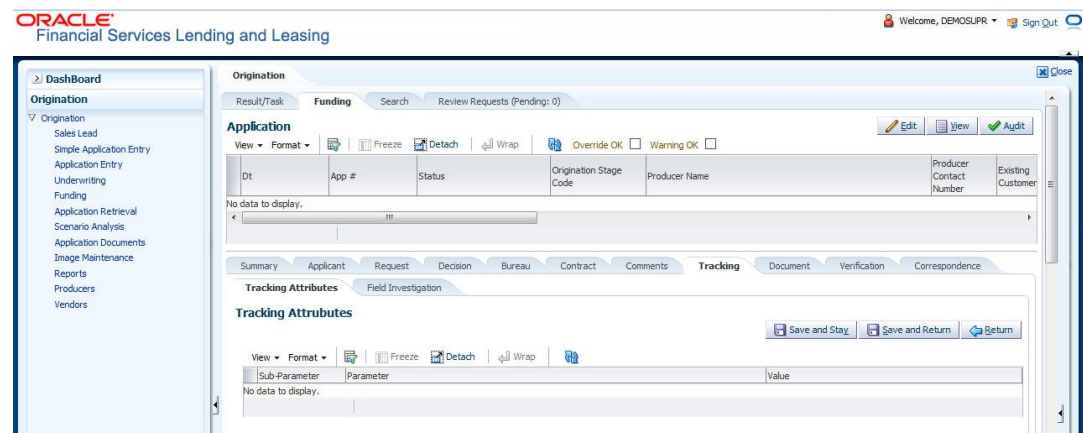 ORACLE®
Financial Services Lending and Leasing
Welcome, DEMOSUPR
Sign Out
DashBoard
Origination
Origination
Sales Lead
Simple Application Entry
Application Entry
Underwriting
Funding
Application Retrieval
Scenario Analysis
Application Documents
Image Maintenance
Reports
Producers
Vendors
Origination
Close
Result/Task Funding Search Review Requests (Pending: 0)
Application
Edit View Audit
View Format Freeze Detach Wrap Override OK Warning OK
Dt App # Status Origination Stage Code Producer Name Producer Contact Number Existing Customer
No data to display.
Summary Applicant Request Decision Bureau Contract Comments Tracking Document Verification Correspondence
Tracking Attributes Field Investigation
Tracking Attrubutes
Save and Stay Save and Return Return
View Format Freeze Detach Wrap
Sub-Parameter Parameter Value
No data to display.